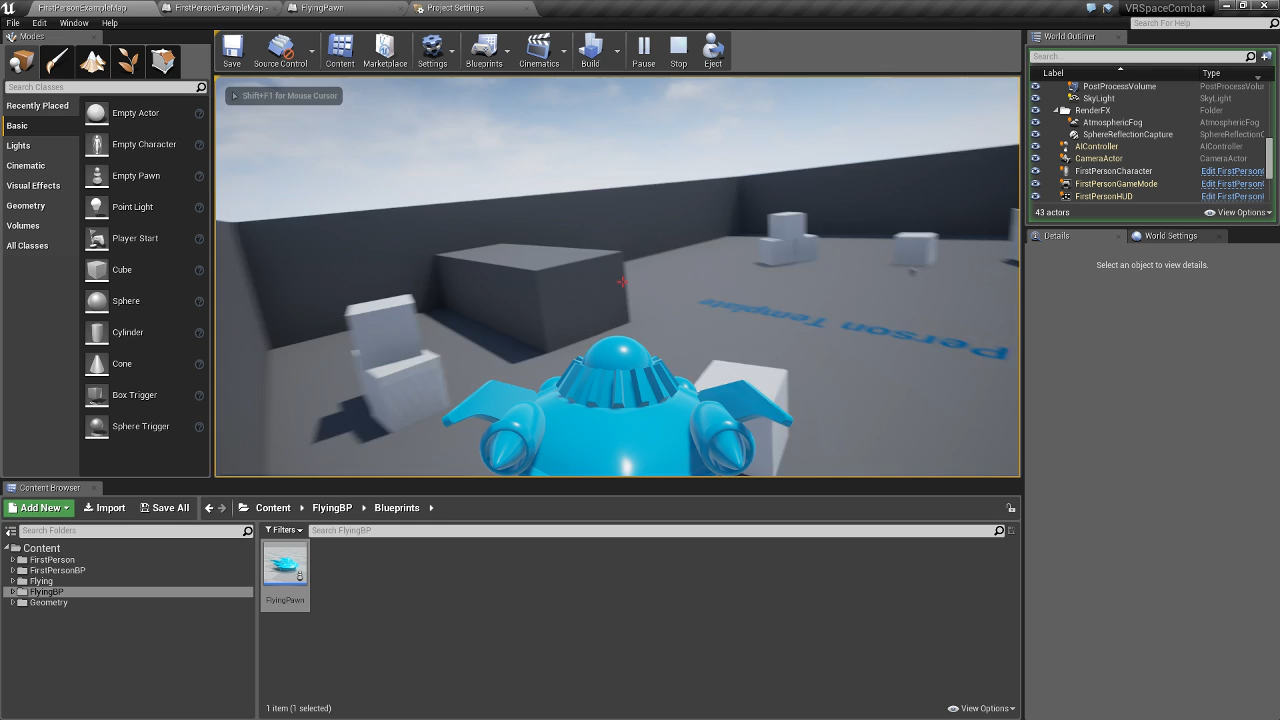 FirstPersonExampleMap
FirstPersonExampleMap -
FlyingPawn
Project Settings
VRSpaceCombat
File Edit Window Help
Search For Help
Modes
Search Classes
Recently Placed
Basic
Lights
Cinematic
Visual Effects
Geometry
Volumes
All Classes
Empty Actor
Empty Character
Empty Pawn
Point Light
Player Start
Cube
Sphere
Cylinder
Cone
Box Trigger
Sphere Trigger
Save
Source Control
Content
Marketplace
Settings
Blueprints
Cinematics
Build
Pause
Stop
Eject
Shift+F1 for Mouse Cursor
Person Template
World Outliner
Search...
Label Type
PostProcessVolume PostProcessVolu
SkyLight SkyLight
RenderFX Folder
AtmosphericFog AtmosphericFog
SphereReflectionCapture SphereReflectionC
AIController AIController
CameraActor CameraActor
FirstPersonCharacter Edit FirstPerson
FirstPersonGameMode Edit FirstPerson
FirstPersonHUD Edit FirstPerson
43 actors View Options
Details World Settings
Select an object to view details.
Content Browser
Add New Import Save All Content FlyingBP Blueprints
Search Folders
Filters Search FlyingBP
Content
FirstPerson
FirstPersonBP
Flying
FlyingBP
Geometry
FlyingPawn
1 item (1 selected) View Options